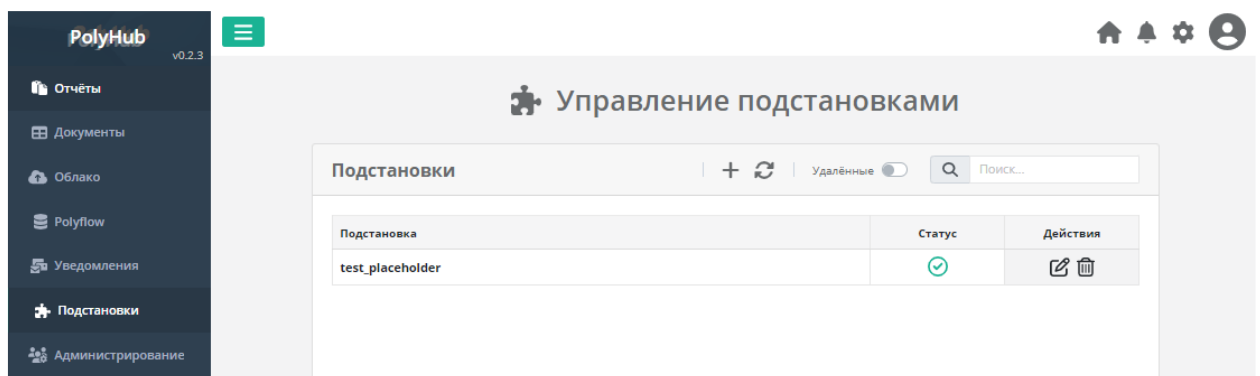 PolyHub
v0.2.3
Отчёты
Документы
Облако
Polyflow
Уведомления
Подстановки
Администрирование
Управление подстановками
Подстановки
Удалённые
Поиск...
Подстановка Статус Действия
test_placeholder